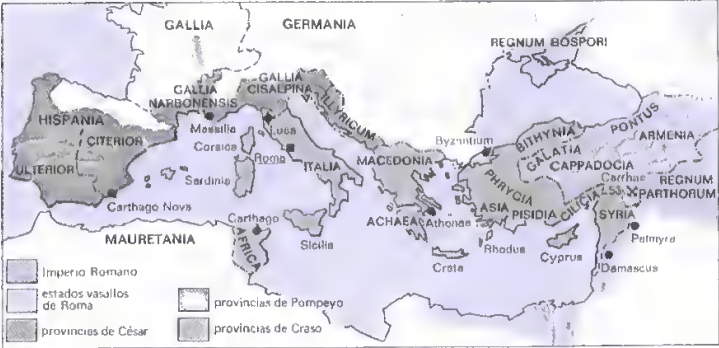 GALLIA
GERMANIA
REGNUM BOSPORI
GALLIA
CISALPINA
GALLIA
NARBONENSIS
ILLYRICUM
HISPANIA
CITERIOR
ULTERIOR
Massilia
Luca
Corsica
Roma
ITALIA
Sardinia
MACEDONIA
Byzantium
BITHYNIA
PONTUS
ARMENIA
GALATIA
CAPPADOCIA
PHRYCIA
Carrhae
53
REGNUM
PARTHORUM
CILICIA
ASIA
PISIDIA
SYRIA
Carthago Nova
Carthago
ACHAEA
Athenae
MAURETANIA
AFRICA
Sicilia
Rhodus
Creta
Cyprus
Palmyra
Damascus
Imperio Romano
estados vasallos
de Roma
provincias de César
provincias de Pompeyo
provincias de Craso